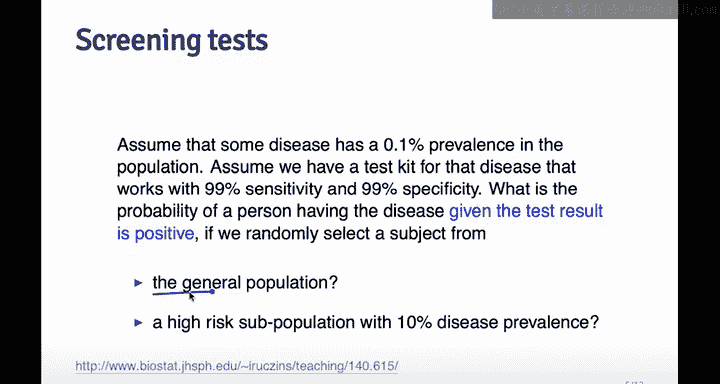 Screening tests
Assume that some disease has a 0.1% prevalence in the
population. Assume we have a test kit for that disease that
works with 99% sensitivity and 99% specificity. What is the
probability of a person having the disease given the test result
is positive, if we randomly select a subject from
the general population?
a high risk sub-population with 10% disease prevalence?
http://www.biostat.jhsph.edu/~iruczins/teaching/140.615/